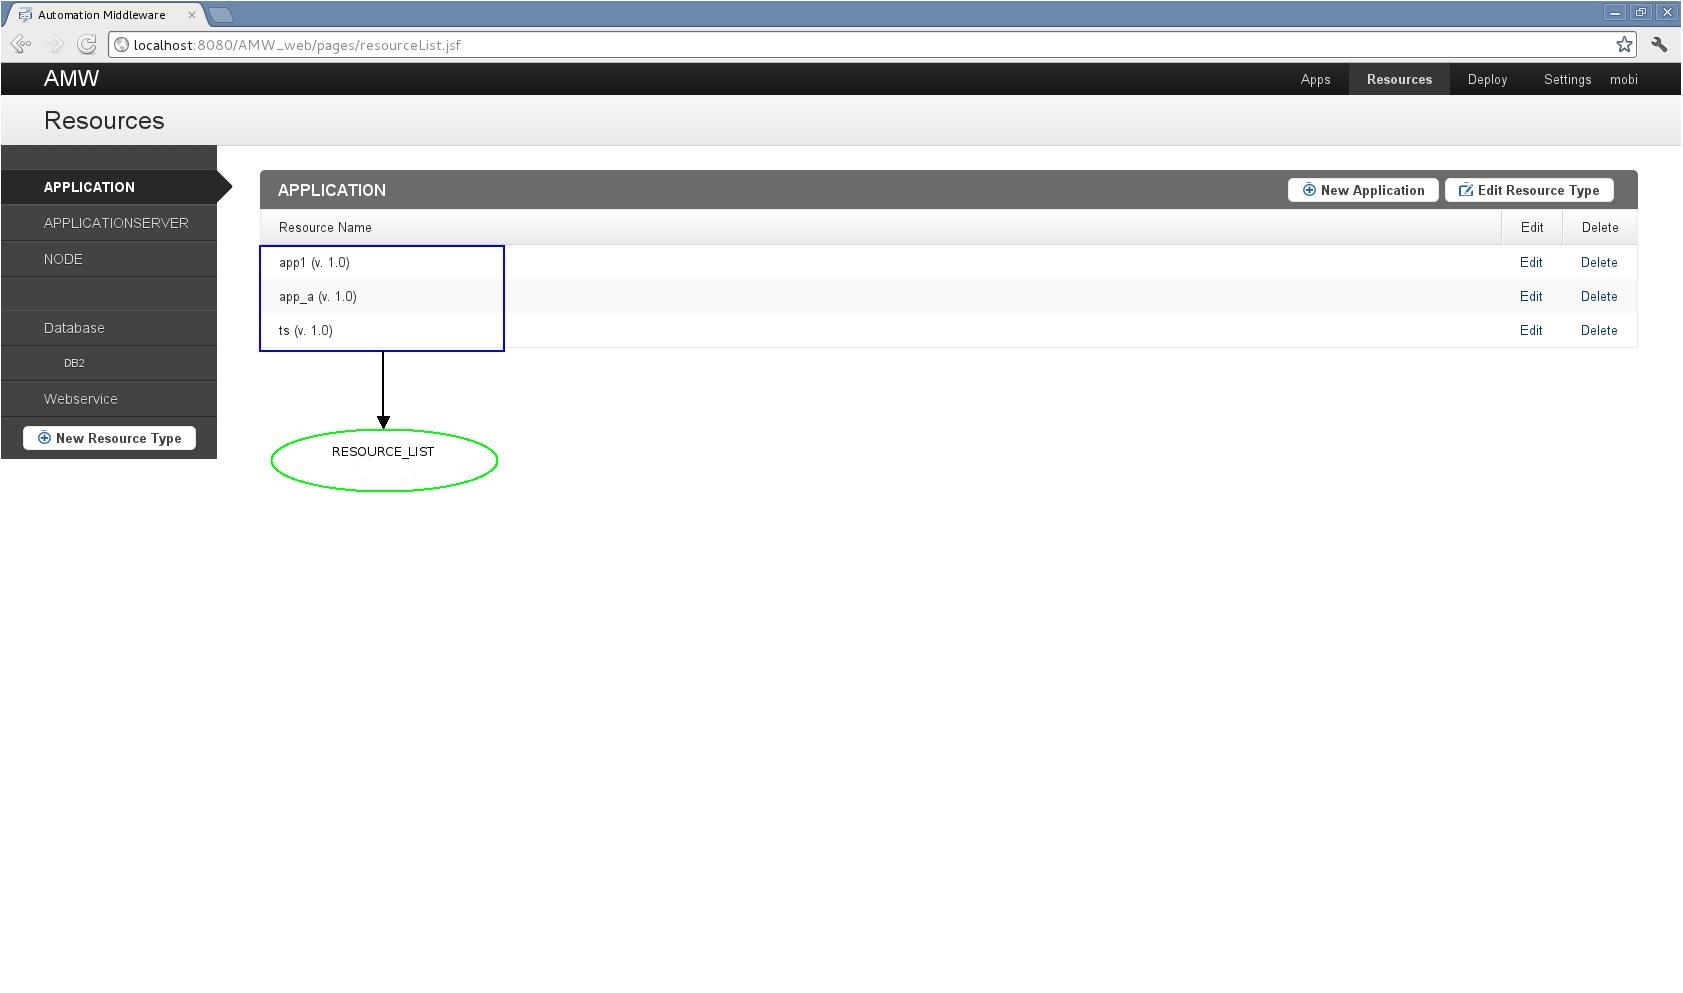 Automation Middleware
localhost:8080/AMW_web/pages/resourceList.jsf
AMW
Apps Resources Deploy Settings mobi
Resources
APPLICATION
APPLICATIONSERVER
NODE
Database
DB2
Webservice
New Resource Type
APPLICATION New Application Edit Resource Type
Resource Name Edit Delete
app1 (v. 1.0) Edit Delete
app_a (v. 1.0) Edit Delete
ts (v. 1.0) Edit Delete
RESOURCE_LIST